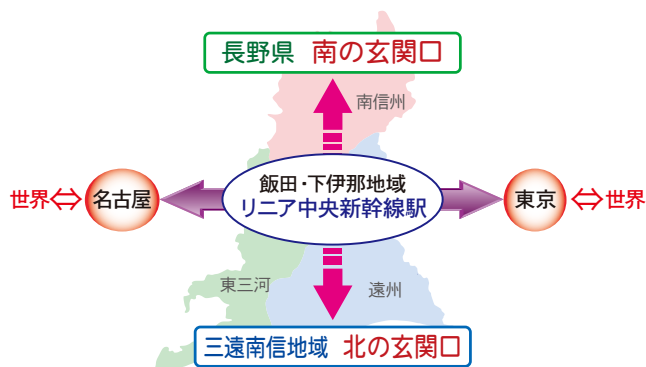 長野県 南の玄関口
南信州
飯田・下伊那地域
リニア中央新幹線駅
世界⇔名古屋
東京⇔世界
東三河
遠州
三遠南信地域 北の玄関口